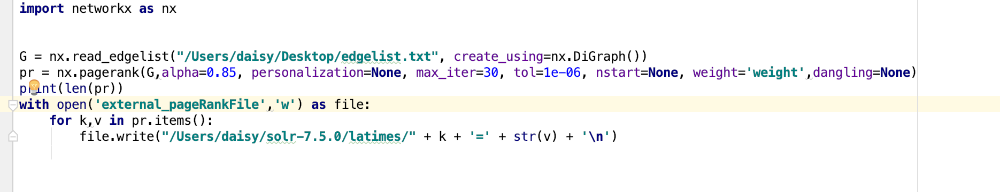 import networkx as nx
G = nx.read_edgelist("/Users/daisy/Desktop/edgelist.txt", create_using=nx.DiGraph())
pr = nx.pagerank(G,alpha=0.85, personalization=None, max_iter=30, tol=1e-06, nstart=None, weight='weight',dangling=None)
print(len(pr))
with open('external_pageRankFile','w') as file:
    for k,v in pr.items():
        file.write("/Users/daisy/solr-7.5.0/latimes/" + k + '=' + str(v) + '\n')